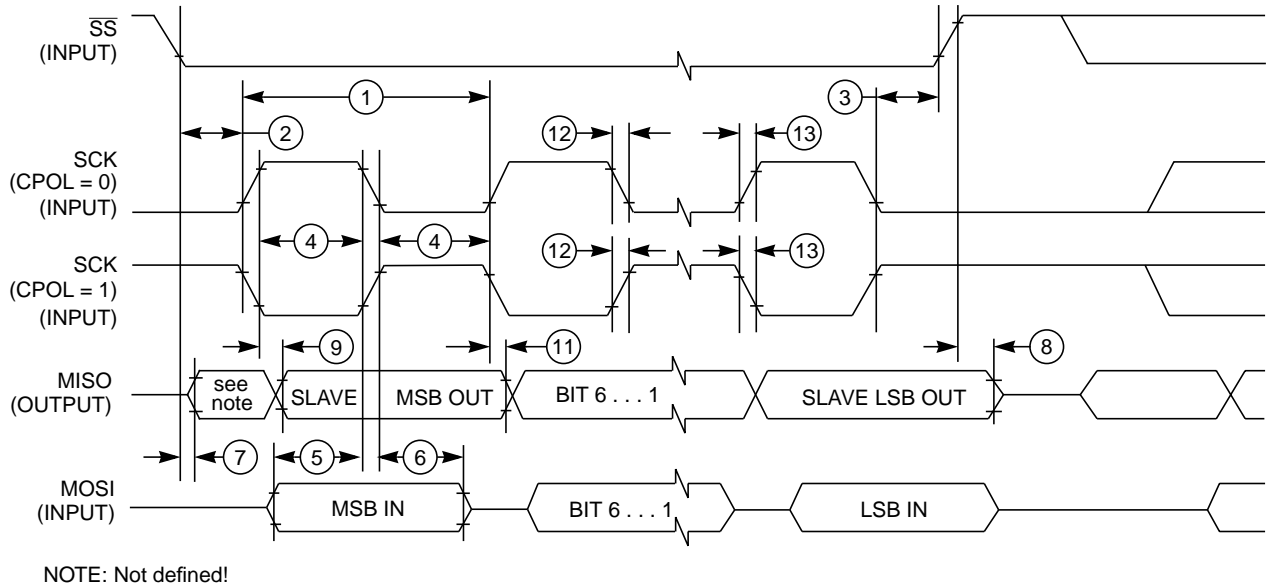 SS
(INPUT)
1
3
2
12
13
SCK
(CPOL = 0)
(INPUT)
4
4
12
13
SCK
(CPOL = 1)
(INPUT)
9
11
8
MISO
(OUTPUT)
see
note
SLAVE
MSB OUT
BIT 6 . . . 1
SLAVE LSB OUT
7
5
6
MOSI
(INPUT)
MSB IN
BIT 6 . . . 1
LSB IN
NOTE: Not defined!